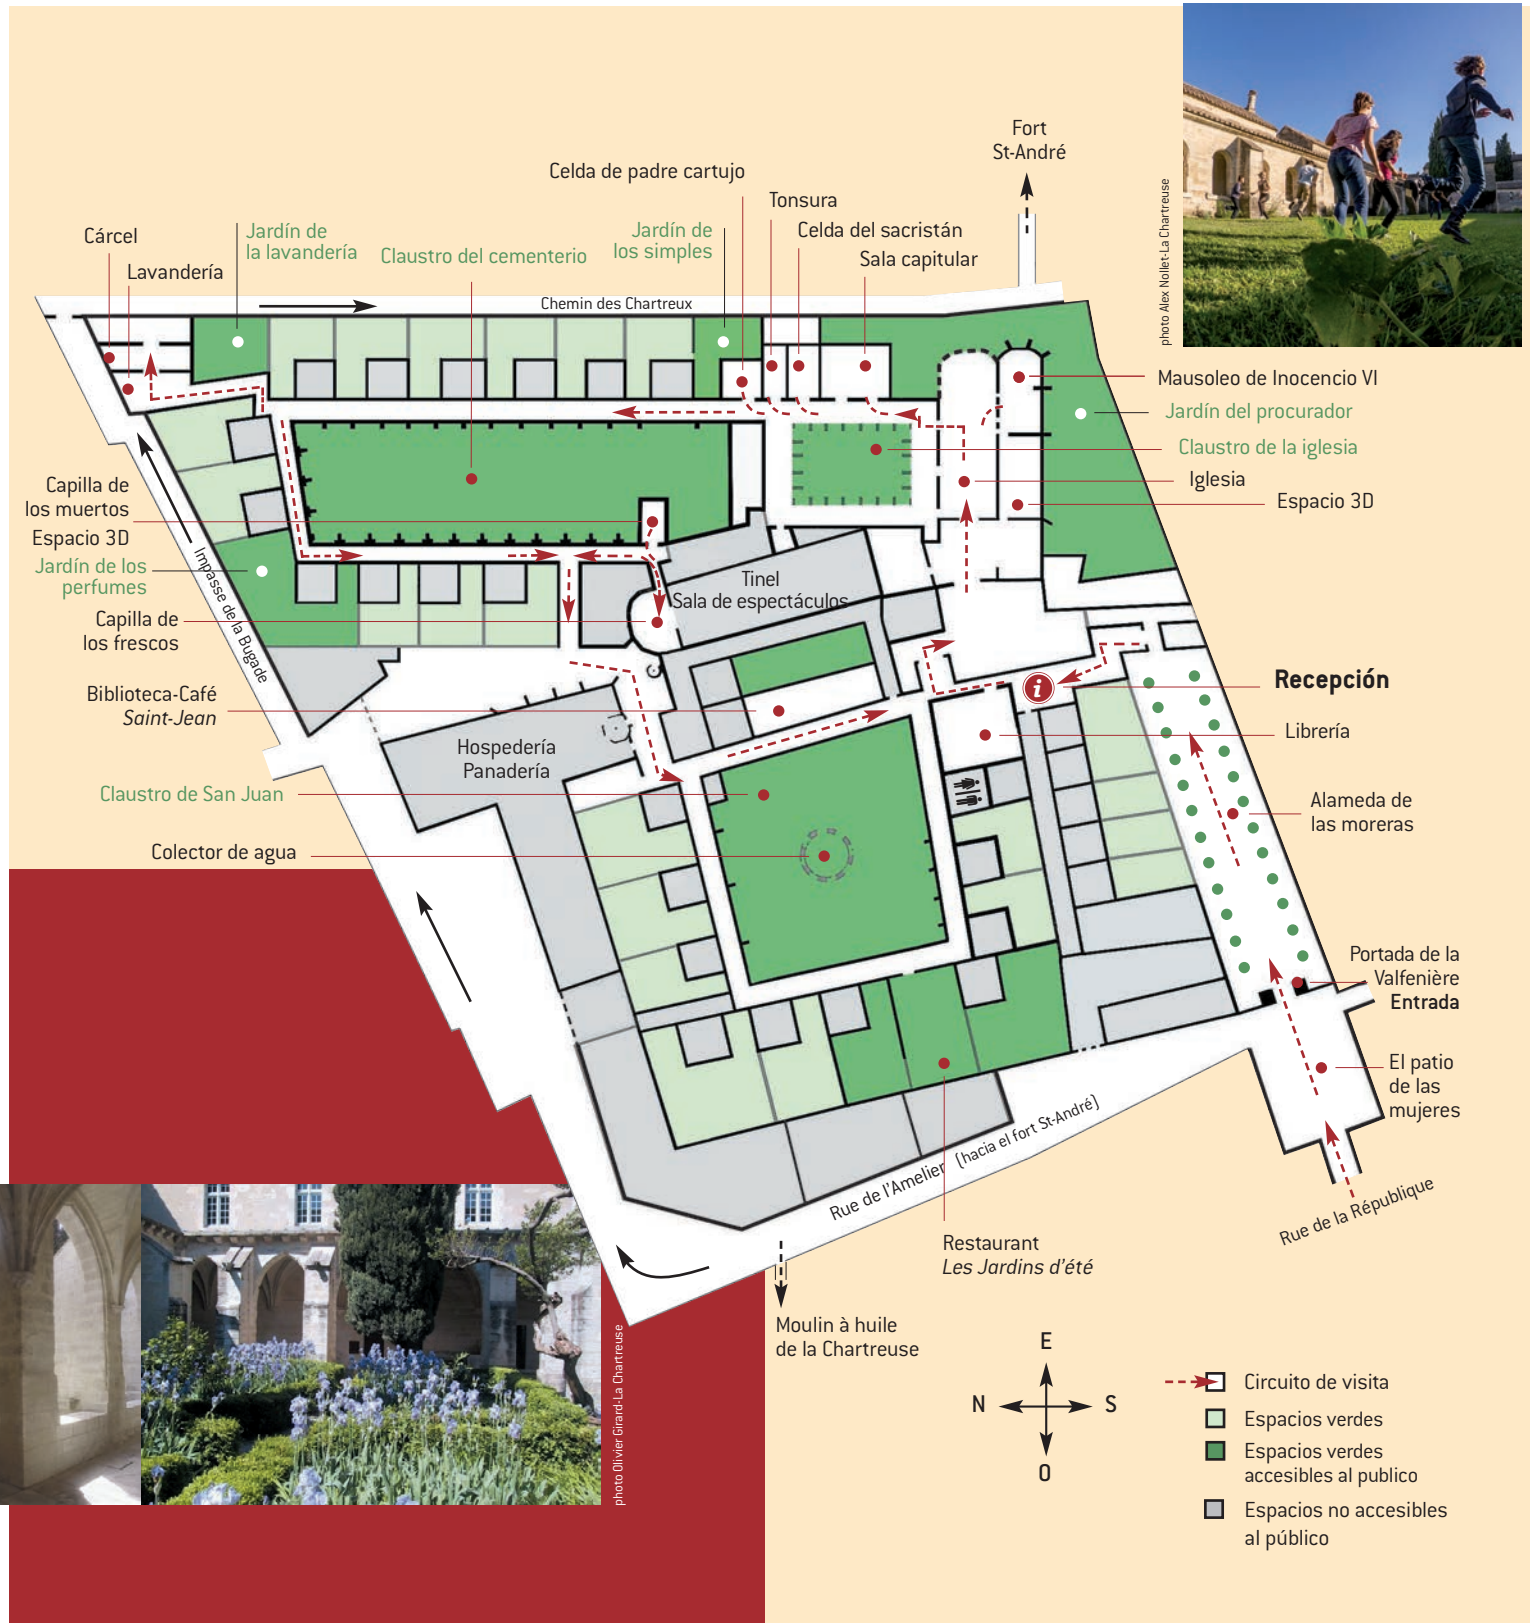 Fort
St-André
Celda de padre cartujo
Tonsura
Celda del sacristán
Sala capitular
Jardín de
los simples
Claustro del cementerio
Jardín de
la lavandería
Cárcel
Lavandería
Chemin des Chartreux
photo Alex Nollet-La Chartreuse
Mausoleo de Inocencio VI
Jardín del procurador
Claustro de la iglesia
Iglesia
Espacio 3D
Capilla de
los muertos
Espacio 3D
Jardín de los
perfumes
Capilla de
los frescos
Impasse de la Bugade
Tinel
Sala de espectáculos
Biblioteca-Café
Saint-Jean
Hospedería
Panadería
Claustro de San Juan
Colector de agua
i
Recepción
Librería
Alameda de
las moreras
Portada de la
Valfenière
Entrada
El patio
de las
mujeres
Rue de l'Amelier (hacia el fort St-André)
Rue de la République
Restaurant
Les Jardins d'été
Moulin à huile
de la Chartreuse
photo Olivier Girard-La Chartreuse
E
N
S
O
Circuito de visita
Espacios verdes
Espacios verdes
accesibles al publico
Espacios no accesibles
al público